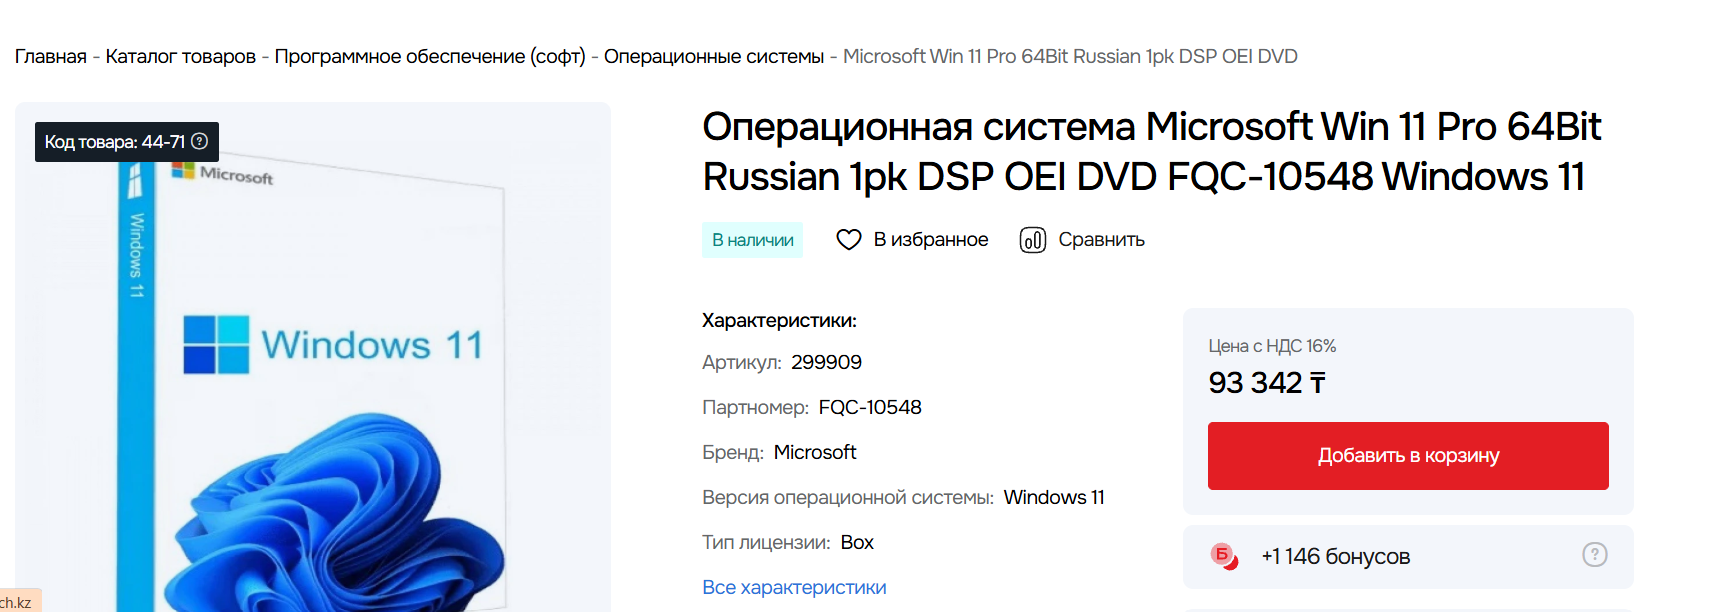 Главная - Каталог товаров - Программное обеспечение (софт) - Операционные системы - Microsoft Win 11 Pro 64Bit Russian 1pk DSP OEI DVD
Код товара: 44-71 ?
Microsoft
Windows 11
Windows 11
Операционная система Microsoft Win 11 Pro 64Bit
Russian 1pk DSP OEI DVD FQC-10548 Windows 11
В наличии
В избранное
Сравнить
Характеристики:
Артикул: 299909
Партномер: FQC-10548
Бренд: Microsoft
Версия операционной системы: Windows 11
Тип лицензии: Box
Все характеристики
Цена с НДС 16%
93 342 ₸
Добавить в корзину
Б +1 146 бонусов ?
ch.kz